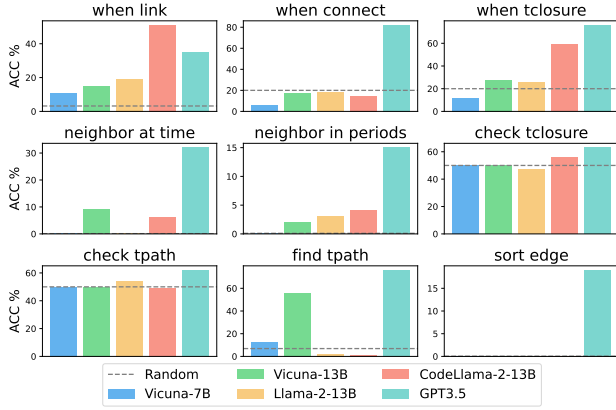 when link
when connect
when tclosure
ACC %
40
20
0
80
60
40
20
0
60
40
20
0
neighbor at time
neighbor in periods
check tclosure
ACC %
30
20
10
0
15
10
5
0
60
40
20
0
check tpath
find tpath
sort edge
ACC %
60
40
20
0
60
40
20
0
15
10
5
0
Random
Vicuna-13B
CodeLlama-2-13B
Vicuna-7B
Llama-2-13B
GPT3.5